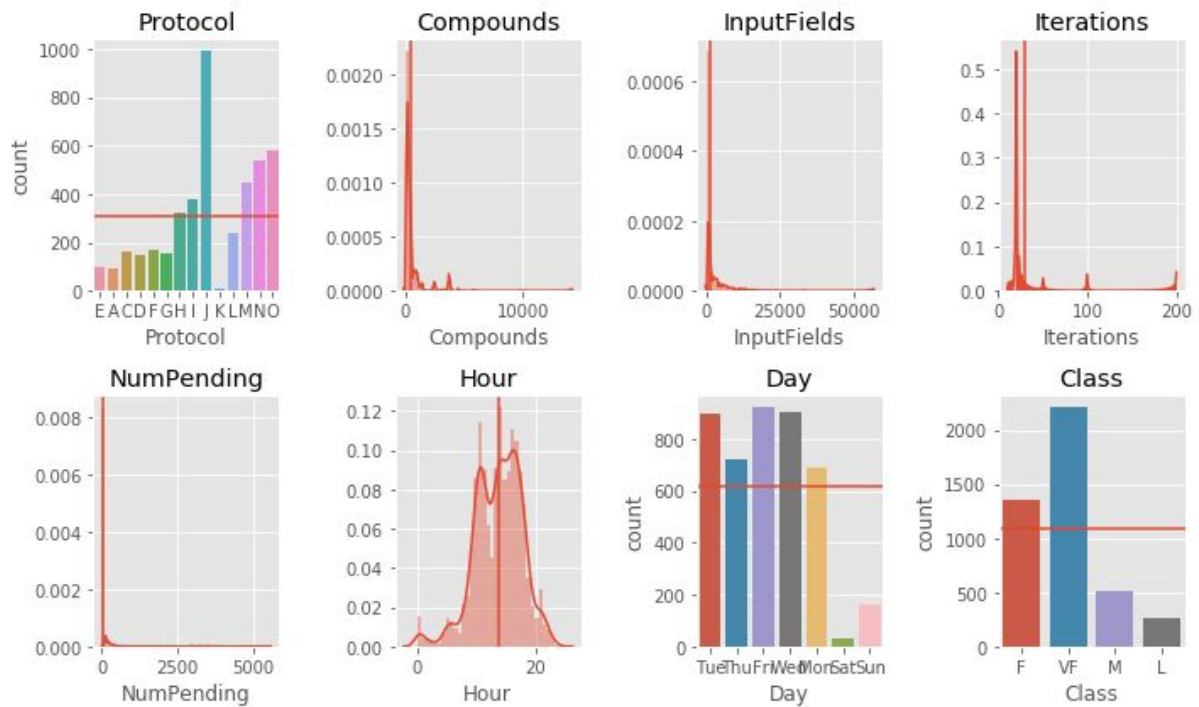 Protocol
Compounds
InputFields
Iterations
1000
800
600
400
200
0
count
E A C D F G H I J K L M N O
Protocol
0.0020
0.0015
0.0010
0.0005
0.0000
0 10000
Compounds
0.0006
0.0004
0.0002
0.0000
0 25000 50000
InputFields
0.5
0.4
0.3
0.2
0.1
0.0
0 100 200
Iterations
NumPending
Hour
Day
Class
0.008
0.006
0.004
0.002
0.000
0 2500 5000
NumPending
0.12
0.10
0.08
0.06
0.04
0.02
0.00
0 20
Hour
800
600
400
200
0
count
Tue Thu Fri Wed Mon Sat Sun
Day
2000
1500
1000
500
0
count
F VF M L
Class